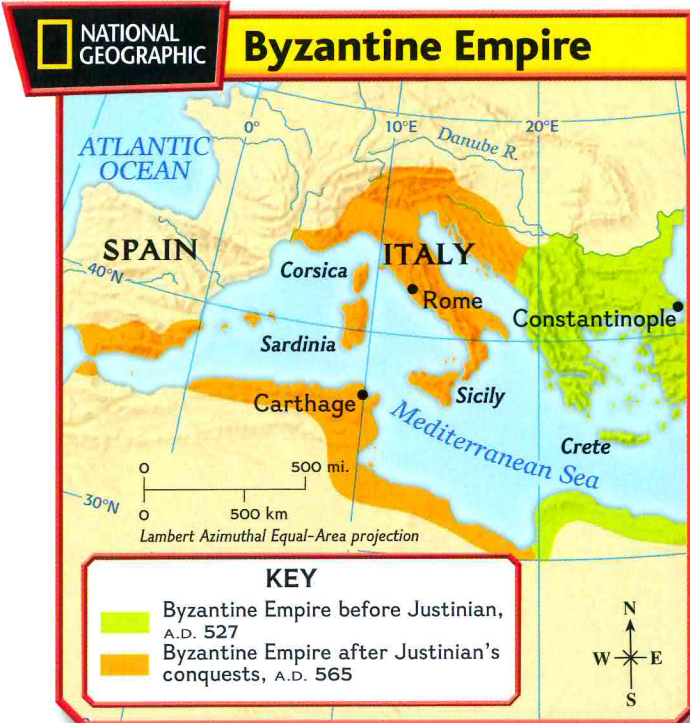 NATIONAL
GEOGRAPHIC
Byzantine Empire
0°
10°E
20°E
Danube R.
ATLANTIC
OCEAN
SPAIN
ITALY
40°N
Corsica
Rome
Constantinople
Sardinia
Carthage
Sicily
Mediterranean Sea
Crete
0
500 mi.
30°N
0
500 km
Lambert Azimuthal Equal-Area projection
KEY
Byzantine Empire before Justinian,
A.D. 527
Byzantine Empire after Justinian's
conquests, A.D. 565
N
W
E
S